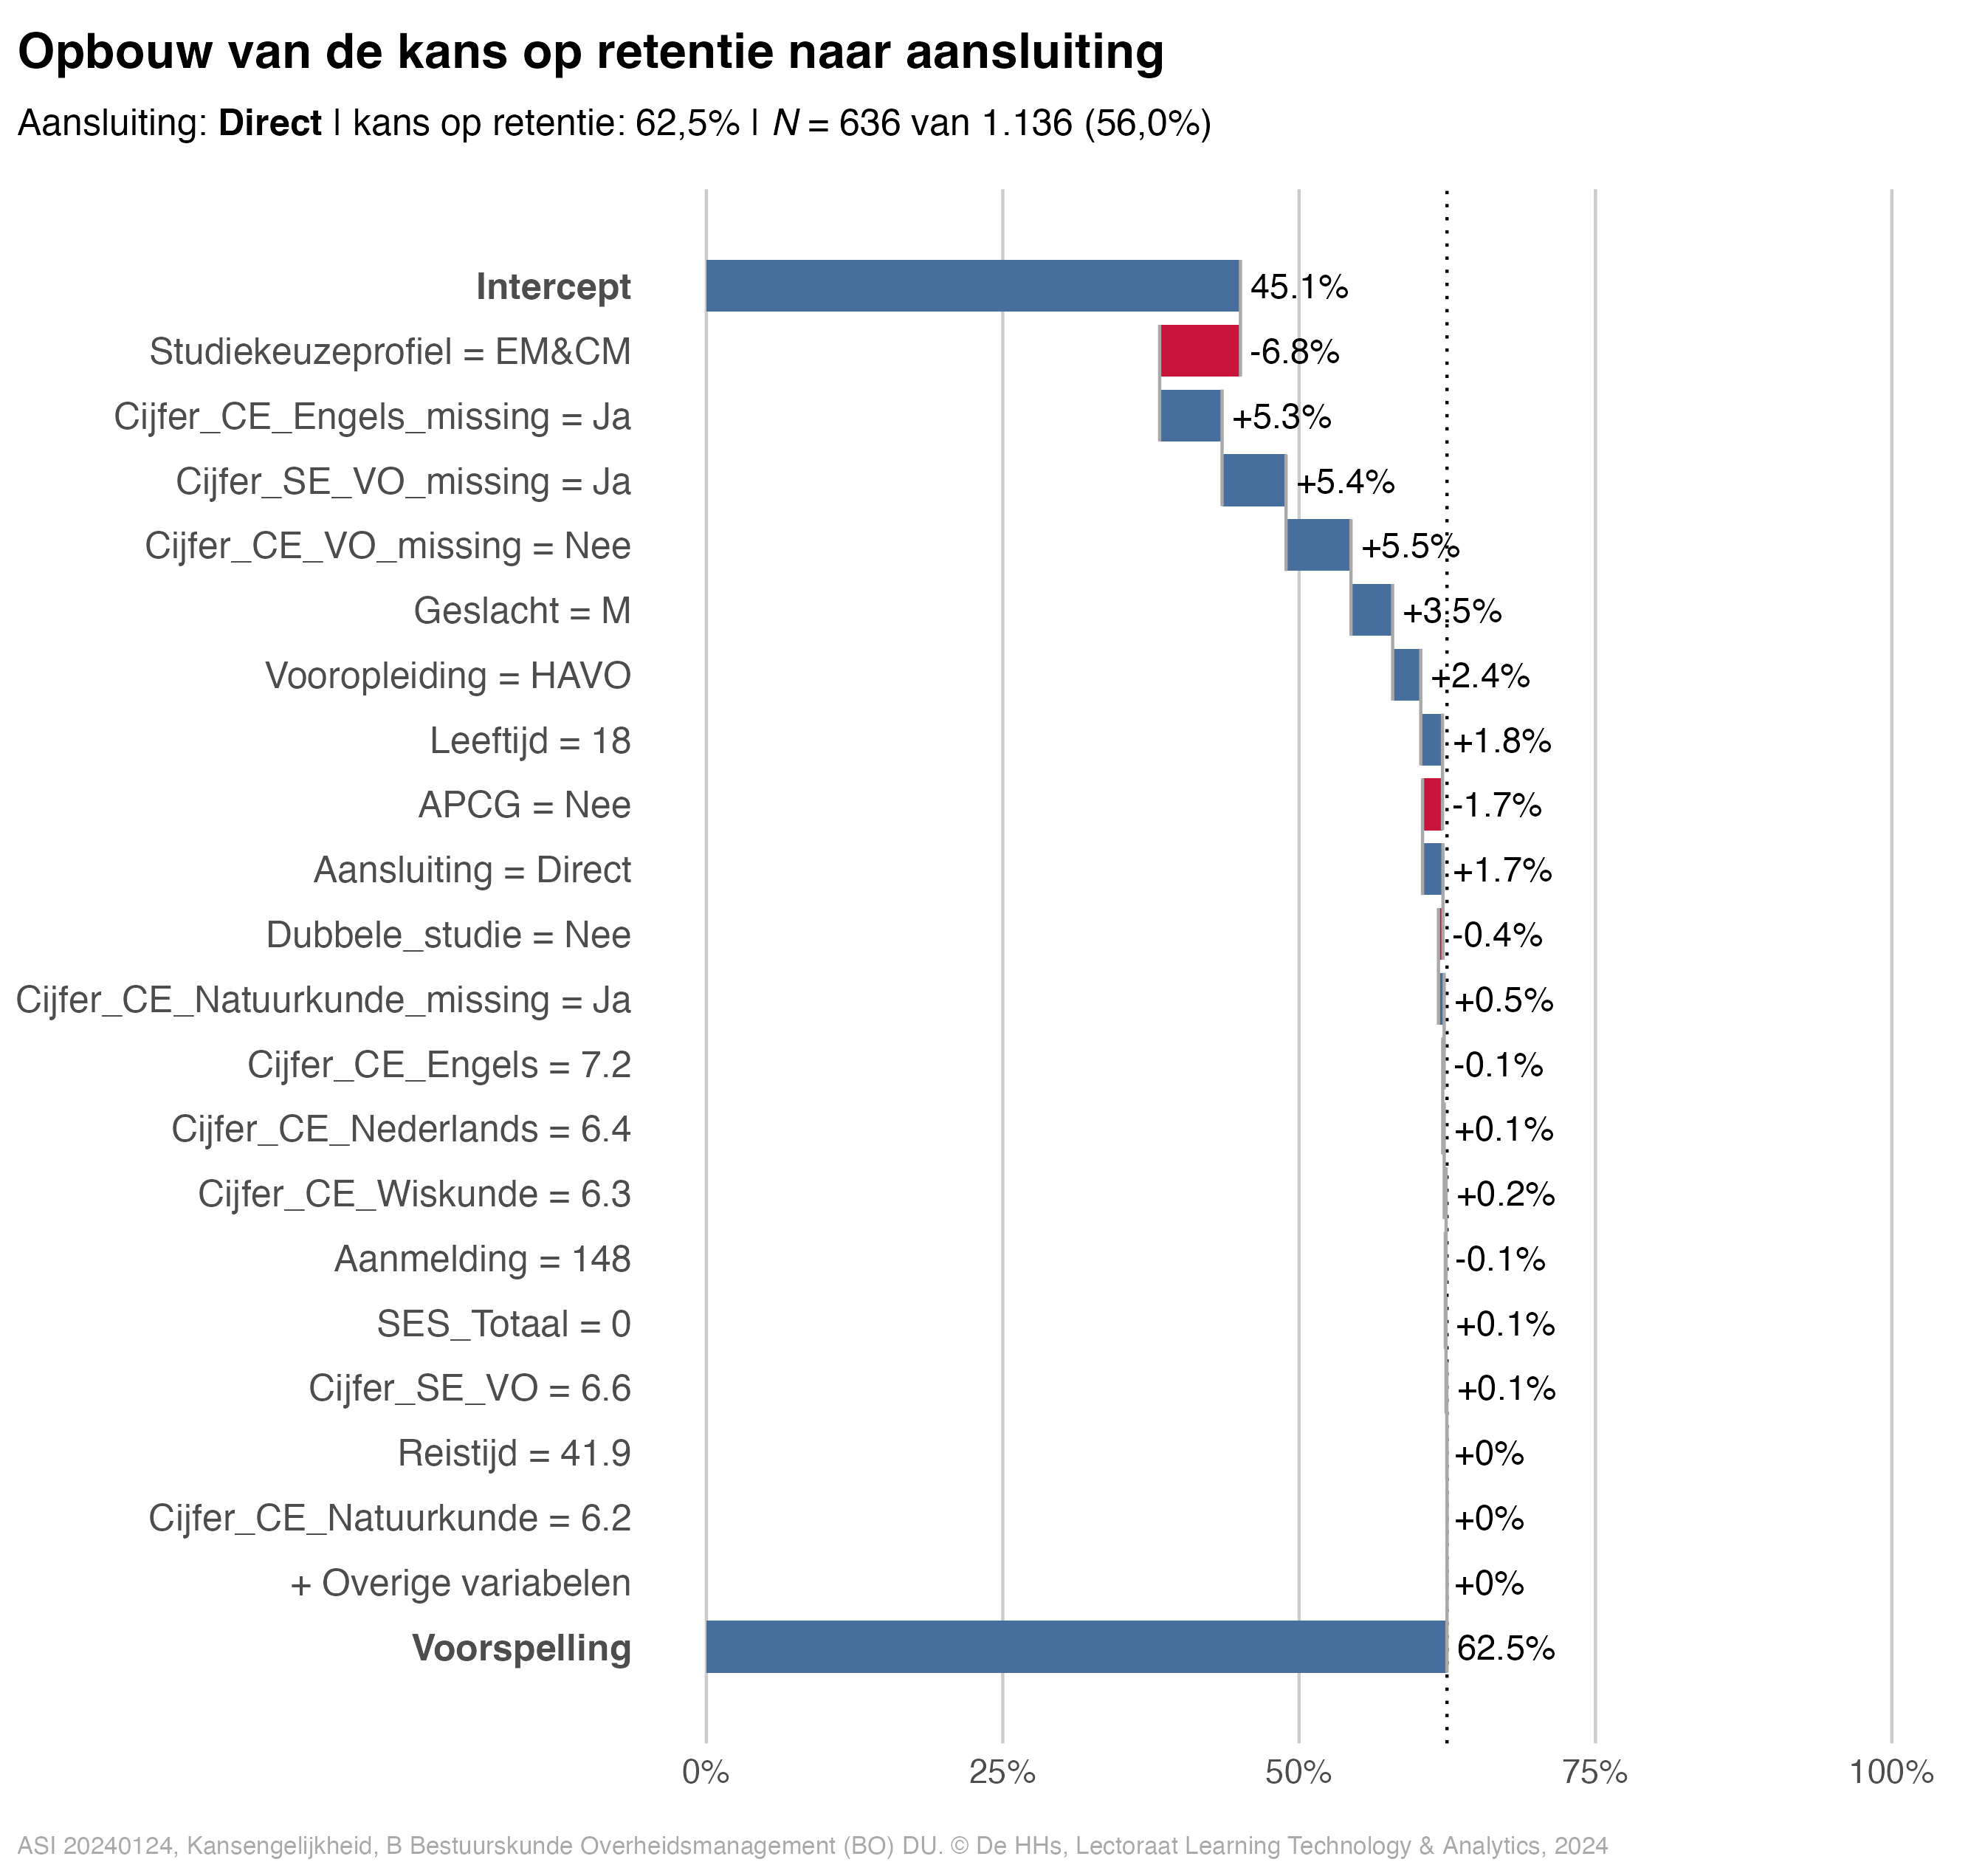 Opbouw van de kans op retentie naar aansluiting
Aansluiting: Direct | kans op retentie: 62,5% | N = 636 van 1.136 (56,0%)
Intercept 45.1%
Studiekeuzeprofiel = EM&CM -6.8%
Cijfer_CE_Engels_missing = Ja +5.3%
Cijfer_SE_VO_missing = Ja +5.4%
Cijfer_CE_VO_missing = Nee +5.5%
Geslacht = M +3.5%
Vooropleiding = HAVO +2.4%
Leeftijd = 18 +1.8%
APCG = Nee -1.7%
Aansluiting = Direct +1.7%
Dubbele_studie = Nee -0.4%
Cijfer_CE_Natuurkunde_missing = Ja +0.5%
Cijfer_CE_Engels = 7.2 -0.1%
Cijfer_CE_Nederlands = 6.4 +0.1%
Cijfer_CE_Wiskunde = 6.3 +0.2%
Aanmelding = 148 -0.1%
SES_Totaal = 0 +0.1%
Cijfer_SE_VO = 6.6 +0.1%
Reistijd = 41.9 +0%
Cijfer_CE_Natuurkunde = 6.2 +0%
+ Overige variabelen +0%
Voorspelling 62.5%
0% 25% 50% 75% 100%
ASI 20240124, Kansengelijkheid, B Bestuurskunde Overheidsmanagement (BO) DU. © De HHs, Lectoraat Learning Technology & Analytics, 2024